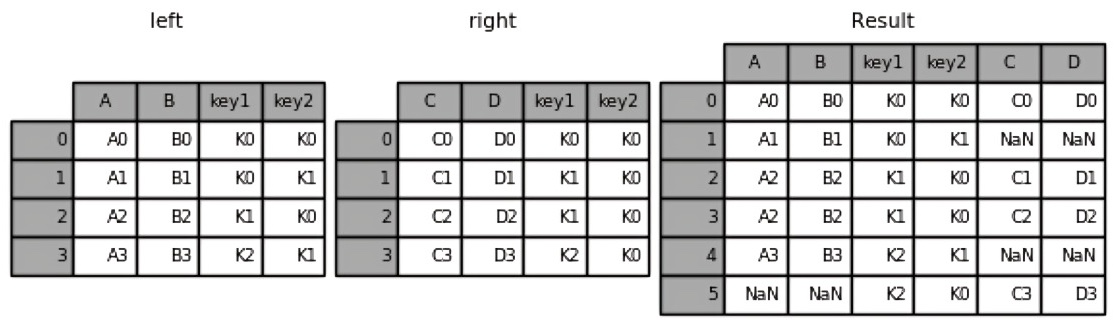 left
A B key1 key2
0 A0 B0 K0 K0
1 A1 B1 K0 K1
2 A2 B2 K1 K0
3 A3 B3 K2 K1
right
C D key1 key2
0 C0 D0 K0 K0
1 C1 D1 K1 K0
2 C2 D2 K1 K0
3 C3 D3 K2 K0
Result
A B key1 key2 C D
0 A0 B0 K0 K0 C0 D0
1 A1 B1 K0 K1 NaN NaN
2 A2 B2 K1 K0 C1 D1
3 A2 B2 K1 K0 C2 D2
4 A3 B3 K2 K1 NaN NaN
5 NaN NaN K2 K0 C3 D3